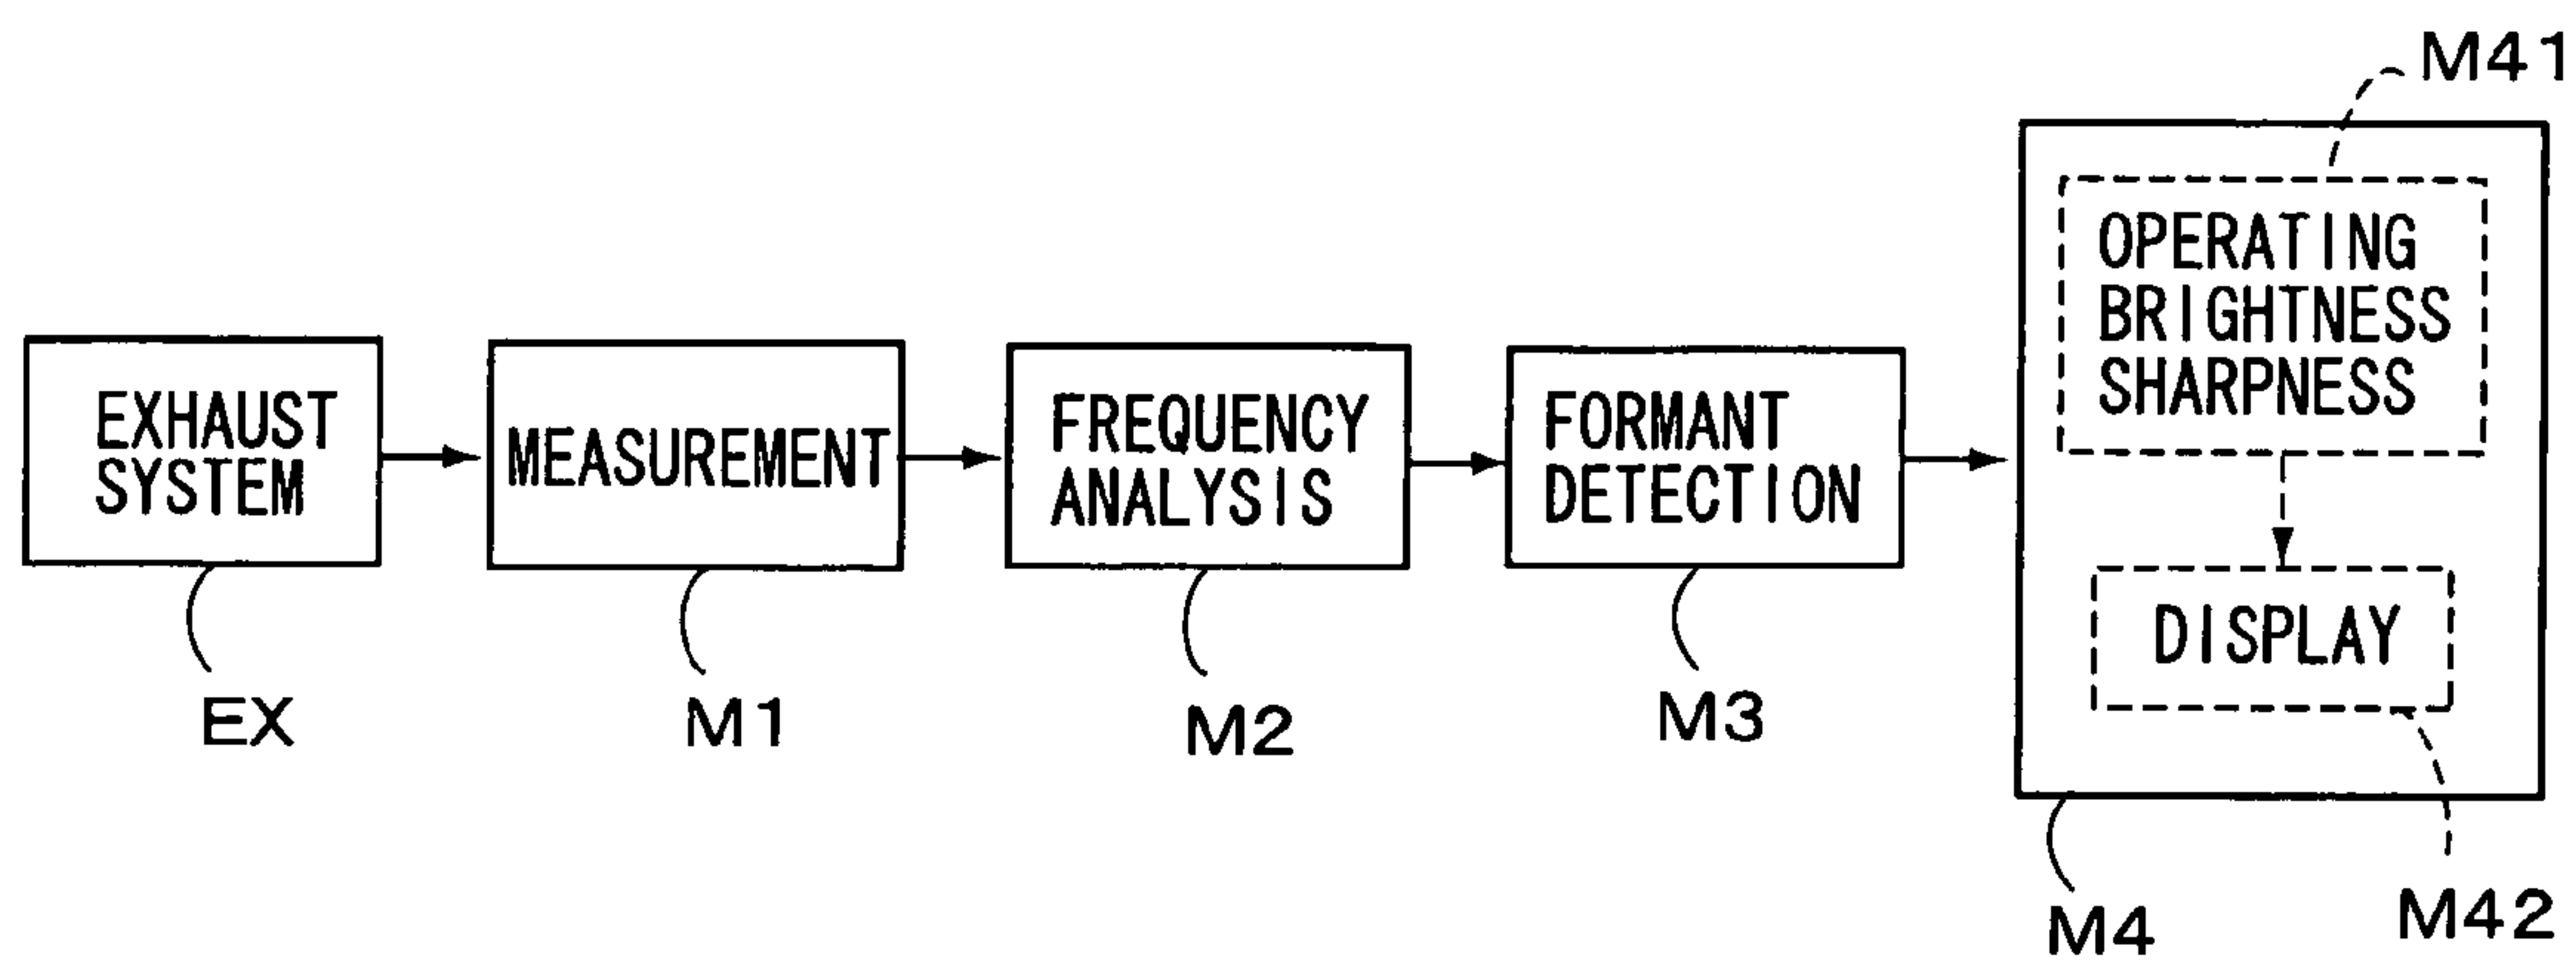 M41
OPERATING
BRIGHTNESS
SHARPNESS
EXHAUST
SYSTEM
MEASUREMENT
FREQUENCY
ANALYSIS
FORMANT
DETECTION
DISPLAY
EX
M1
M2
M3
M4
M42